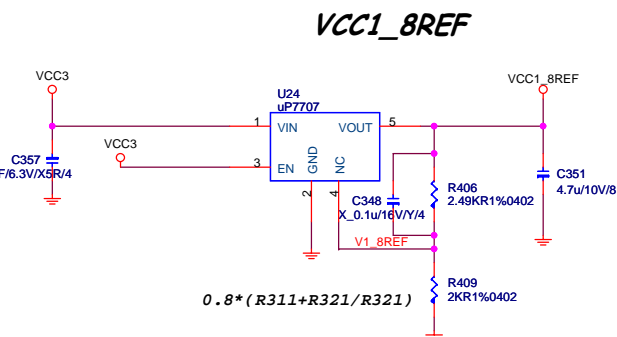 VCC1_8REF
VCC3
VCC1_8REF
U24
uP7707
1
VIN
VOUT
5
VCC3
3
EN
GND
NC
2
4
C357
F/6.3V/X5R/4
C348
X_0.1u/16V/Y/4
R406
2.49KR1%0402
C351
4.7u/10V/8
V1_8REF
R409
2KR1%0402
0.8*(R311+R321/R321)